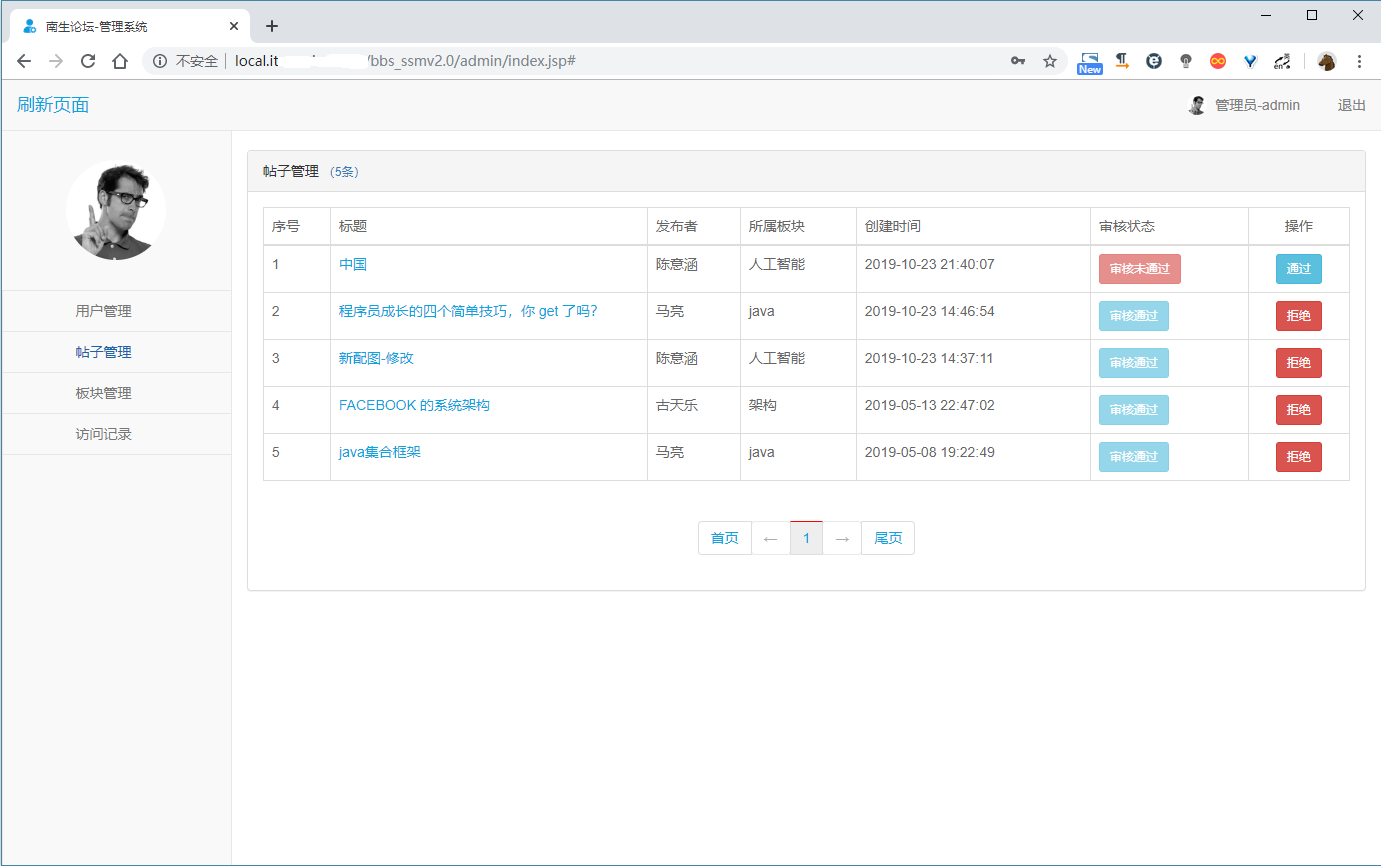 南生论坛-管理系统
不安全 local.it /bbs_ssmv2.0/admin/index.jsp#
New
en
刷新页面 管理员-admin 退出
帖子管理 (5条)
序号 标题 发布者 所属板块 创建时间 审核状态 操作
1 中国 陈意涵 人工智能 2019-10-23 21:40:07 审核未通过 通过
用户管理
2 程序员成长的四个简单技巧，你 get 了吗? 马亮 java 2019-10-23 14:46:54 审核通过 拒绝
帖子管理
3 新配图-修改 陈意涵 人工智能 2019-10-23 14:37:11 审核通过 拒绝
板块管理
4 FACEBOOK 的系统架构 古天乐 架构 2019-05-13 22:47:02 审核通过 拒绝
访问记录
5 java集合框架 马亮 java 2019-05-08 19:22:49 审核通过 拒绝
首页 ← 1 → 尾页